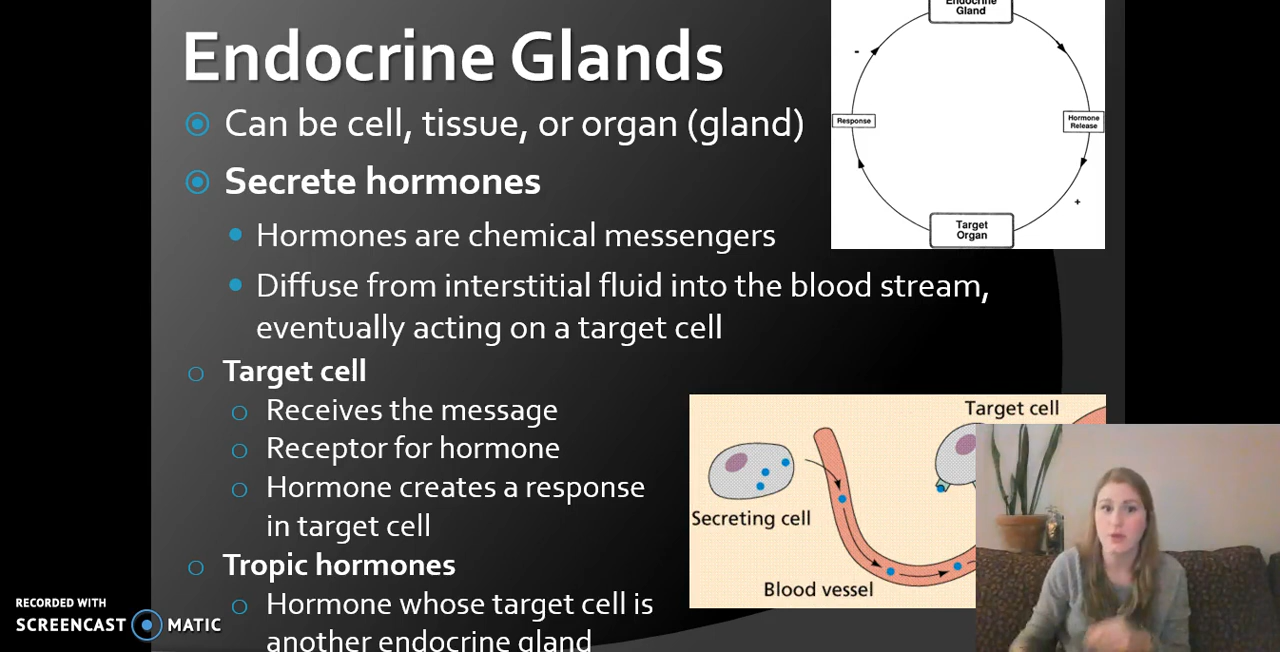 Endocrine Glands
Can be cell, tissue, or organ (gland)
Secrete hormones
Hormones are chemical messengers
Diffuse from interstitial fluid into the blood stream,
eventually acting on a target cell
Target cell
Receives the message
Receptor for hormone
Hormone creates a response
in target cell
Tropic hormones
Hormone whose target cell is
another endocrine gland
Endocrine
Gland
-
Response
Hormone
Release
+
Target
Organ
Target cell
Secreting cell
Blood vessel
RECORDED WITH
SCREENCAST MATIC